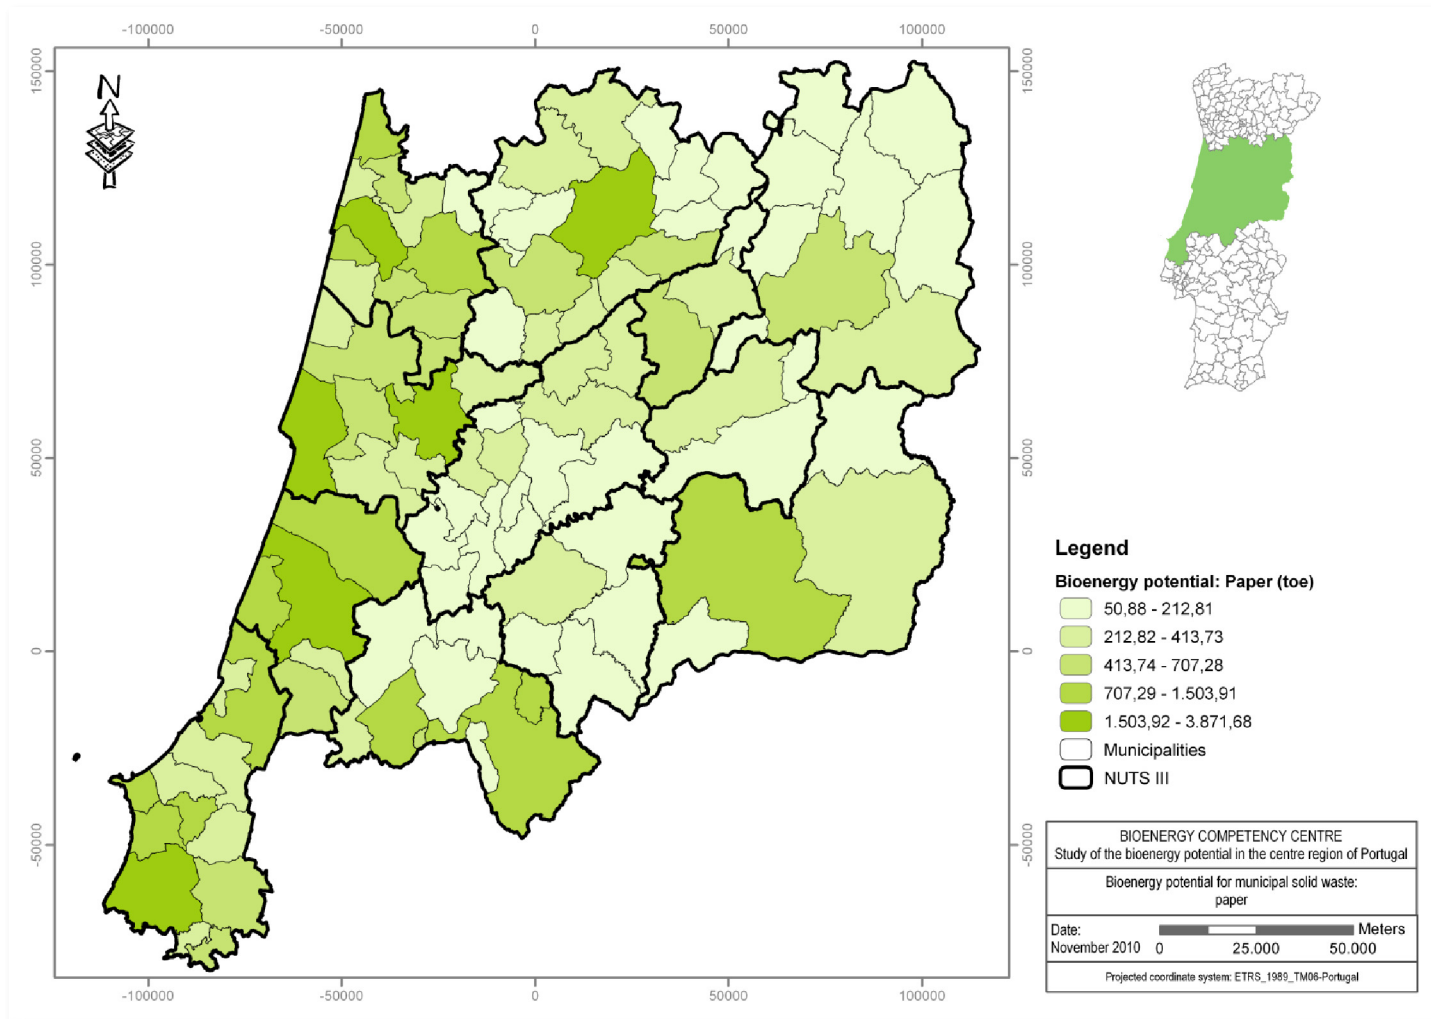 -100000 -50000 0 50000 100000
N
150000
100000
50000
0
-50000
150000
100000
50000
0
-50000
-100000 -50000 0 50000 100000
Legend
Bioenergy potential: Paper (toe)
50,88 - 212,81
212,82 - 413,73
413,74 - 707,28
707,29 - 1.503,91
1.503,92 - 3.871,68
Municipalities
NUTS III
BIOENERGY COMPETENCY CENTRE
Study of the bioenergy potential in the centre region of Portugal
Bioenergy potential for municipal solid waste:
paper
Date:
November 2010
Meters
0 25.000 50.000
Projected coordinate system: ETRS_1989_TM06-Portugal